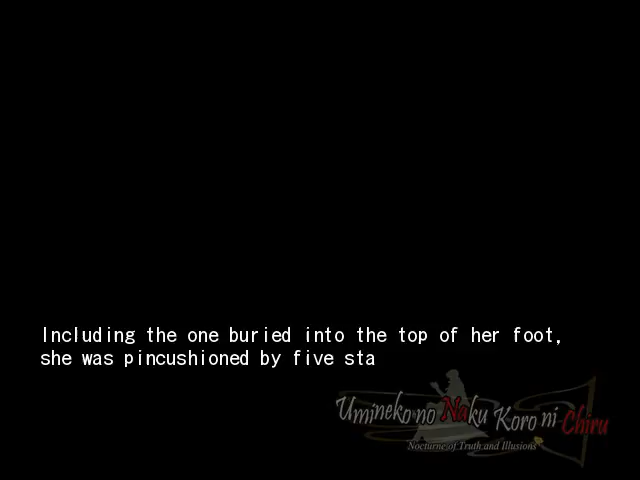 Including the one buried into the top of her foot,
she was pincushioned by five sta
Umineko no Naku Koro ni Chiru
Nocturne of Truth and Illusions